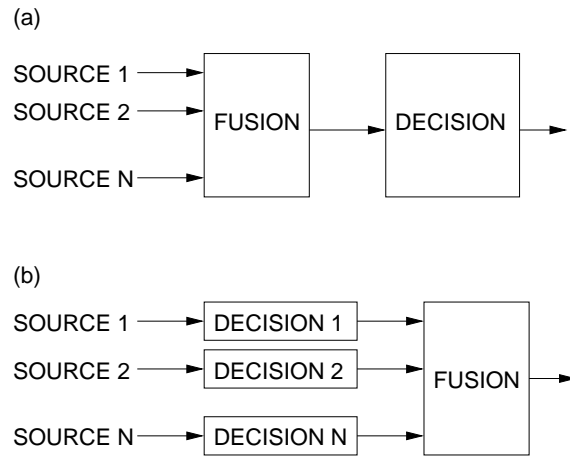 (a)
SOURCE 1
SOURCE 2
SOURCE N
FUSION
DECISION
(b)
SOURCE 1
DECISION 1
SOURCE 2
DECISION 2
SOURCE N
DECISION N
FUSION